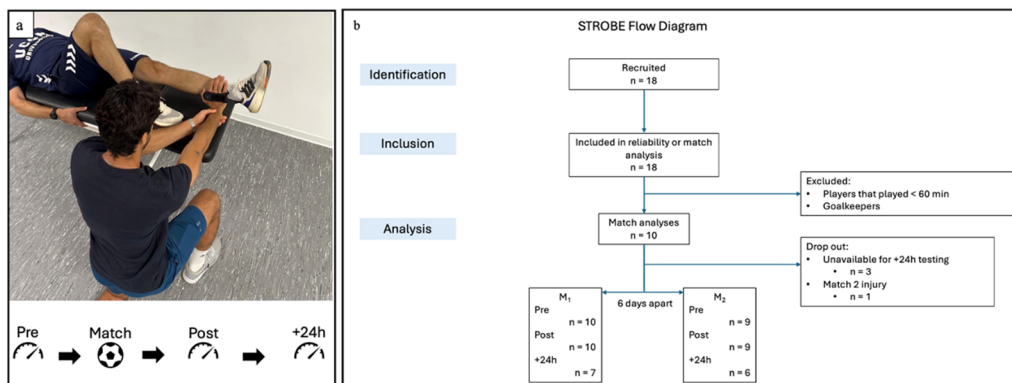 a
UCAM
Pre
Match
Post
+24h
b
STROBE Flow Diagram
Identification
Recruited
n = 18
Inclusion
Included in reliability or match
analysis
n = 18
Excluded:
• Players that played < 60 min
• Goalkeepers
Analysis
Match analyses
n = 10
Drop out:
• Unavailable for +24h testing
• n = 3
• Match 2 injury
• n = 1
6 days apart
M₁
Pre
n = 10
Post
n = 10
+24h
n = 7
M₂
Pre
n = 9
Post
n = 9
+24h
n = 6